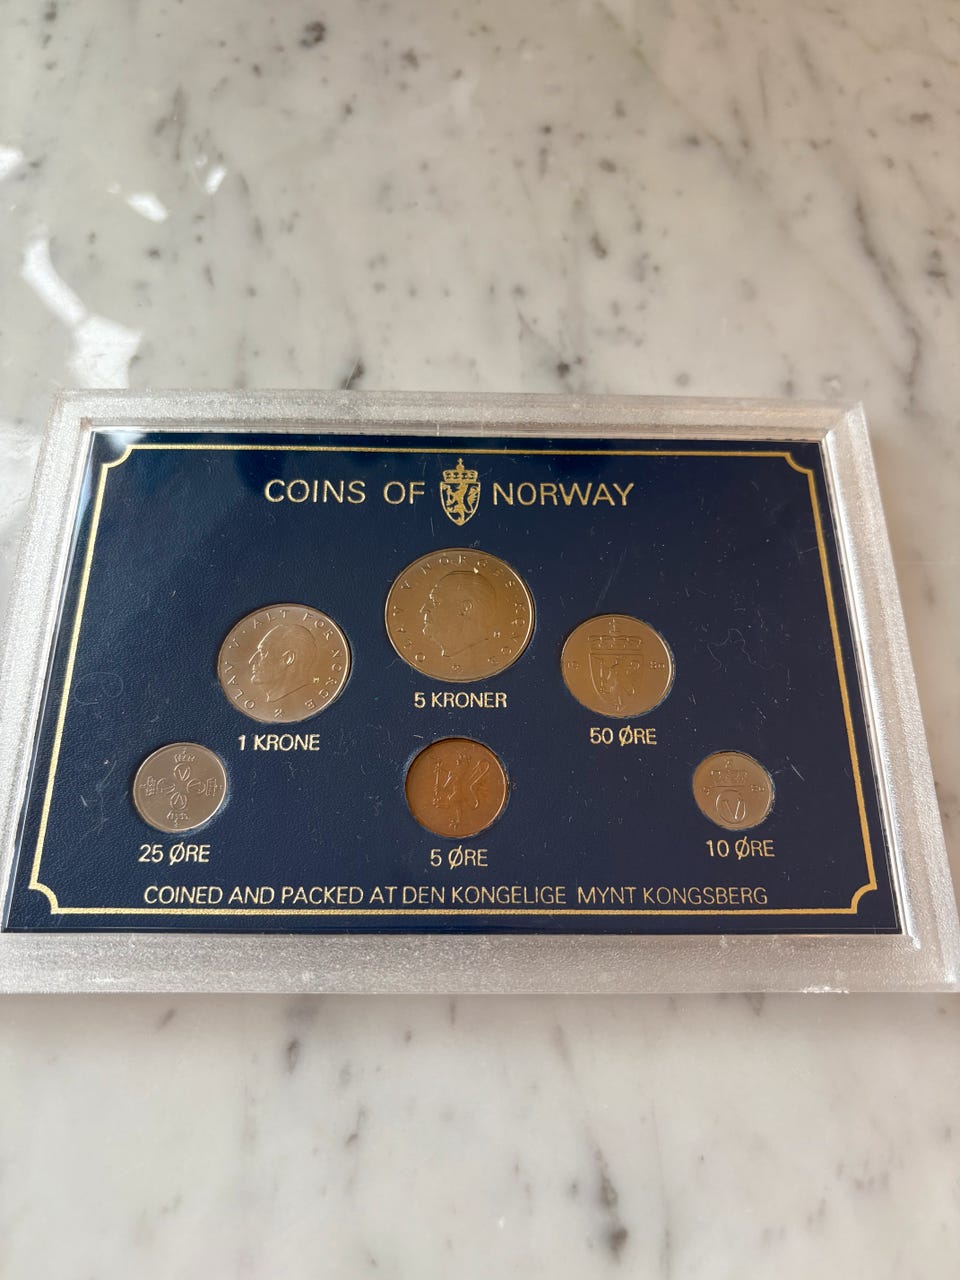 COINS OF NORWAY
OLAV V · ALT FOR NORGE
OLAV V NORGES KONGE
1 KRONE
5 KRONER
50 ØRE
25 ØRE
5 ØRE
10 ØRE
COINED AND PACKED AT DEN KONGELIGE MYNT KONGSBERG